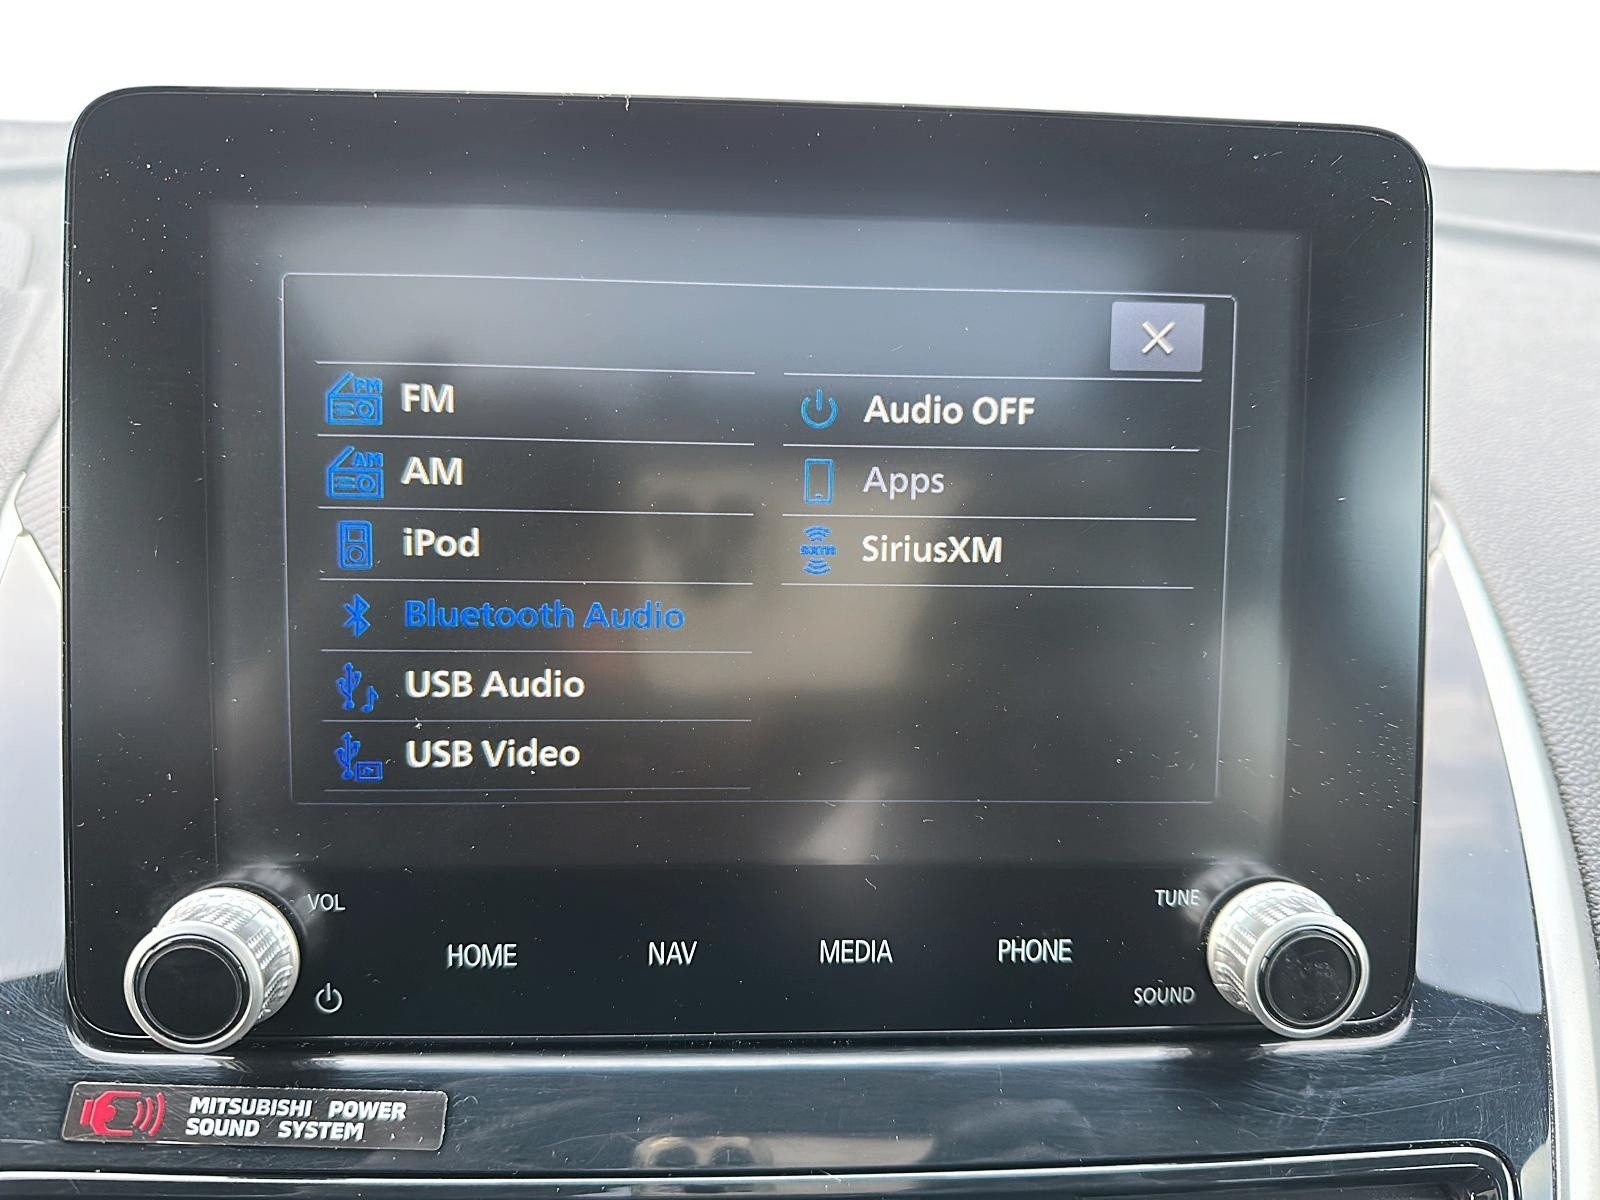 FM
AM
iPod
Bluetooth Audio
USB Audio
USB Video
Audio OFF
Apps
SiriusXM
VOL
HOME
NAV
MEDIA
PHONE
TUNE
SOUND
MITSUBISHI POWER
SOUND SYSTEM